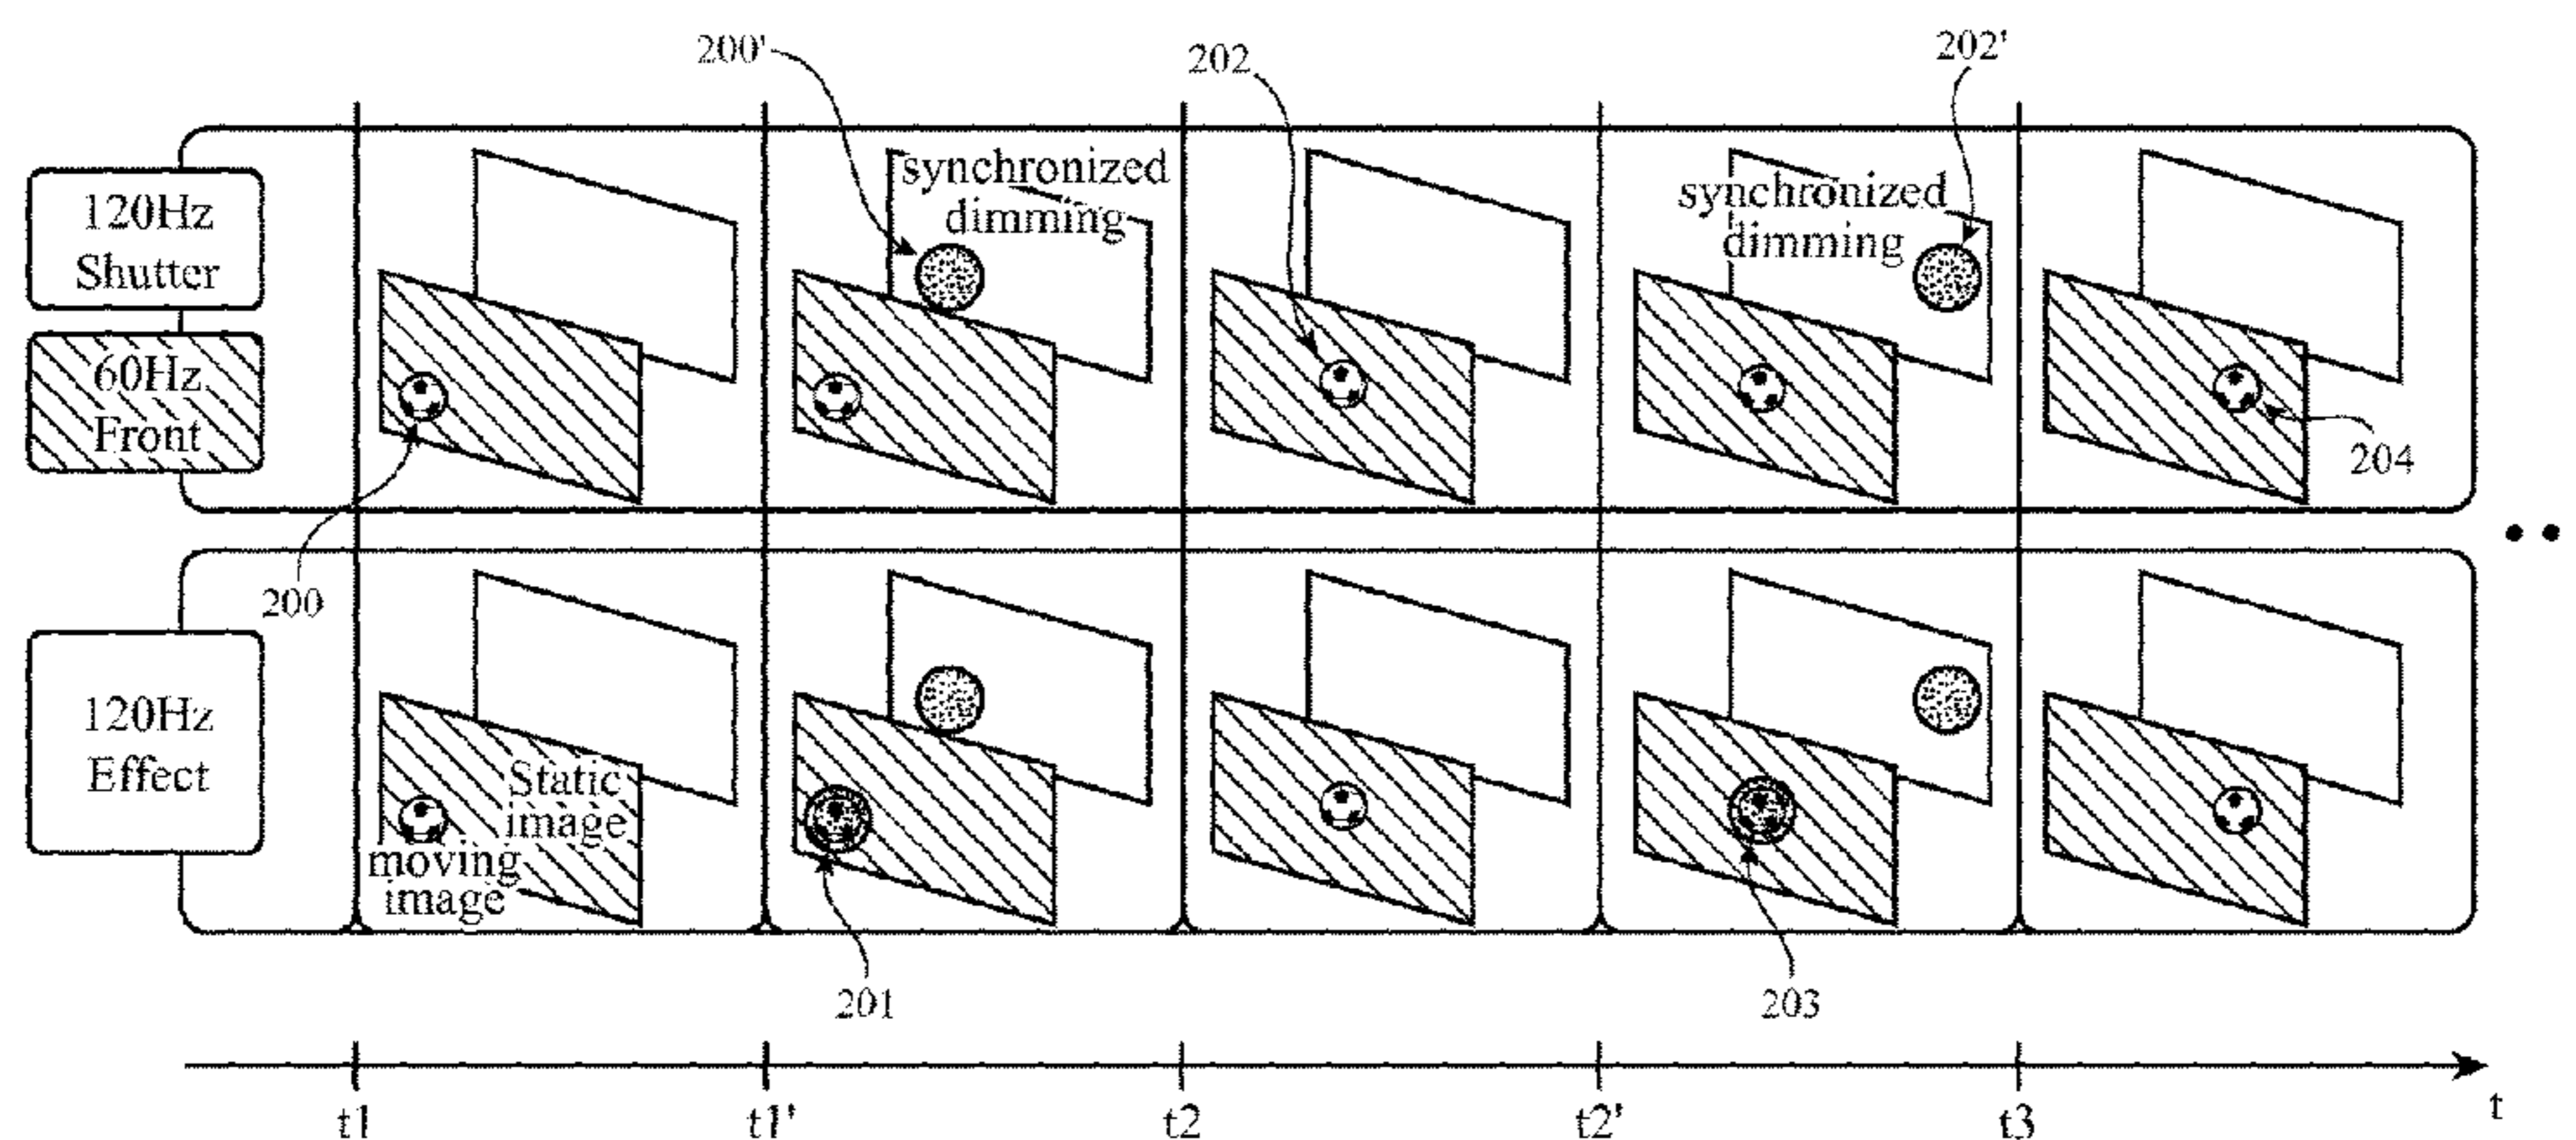 200'
202
202'
synchronized
dimming
synchronized
dimming
120Hz
Shutter
60Hz
Front
204
200
120Hz
Effect
Static
image
moving
image
201
203
t1
t1'
t2
t2'
t3
t